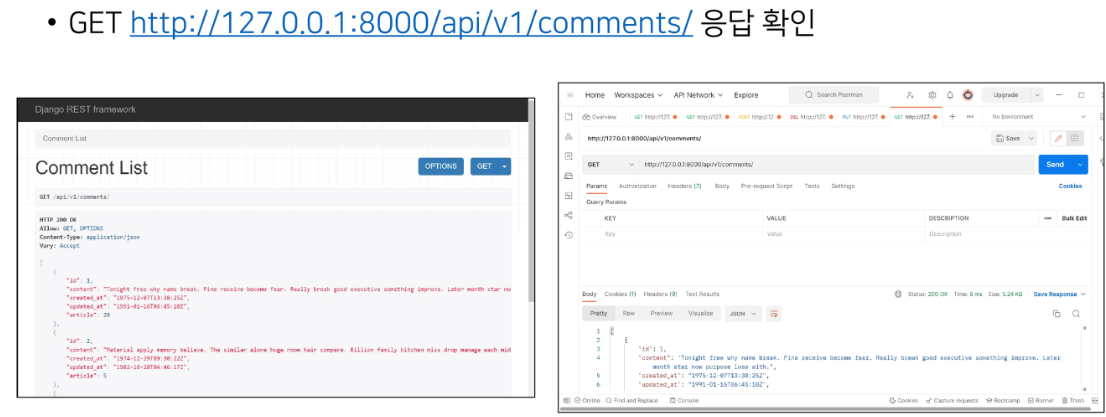 • GET http://127.0.0.1:8000/api/v1/comments/ 응답 확인
Django REST framework
Comment List
Comment List
OPTIONS
GET
GET /api/v1/comments/
HTTP 200 OK
Allow: GET, OPTIONS
Content-Type: application/json
Vary: Accept
[
{
"id": 1,
"content": "Tonight free why name break. Fine receive become fear. Really break good executive something improve. Later month star no
"created_at": "1975-12-07T13:38:25Z",
"updated_at": "1991-01-16T06:45:10Z",
"article": 20
},
{
"id": 2,
"content": "Material apply memory believe. The similar alone huge room hair compare. Billion family kitchen miss drop manage each mid
"created_at": "1974-12-29T09:30:22Z",
"updated_at": "1982-10-28T04:46:17Z",
"article": 5
},
Home Workspaces API Network Explore Search Postman Upgrade
Overview GET http://127. GET http://127. POST http://12 DEL http://127. PUT http://127. GET http://127. No Environment
http://127.0.0.1:8000/api/v1/comments/ Save
GET http://127.0.0.1:8000/api/v1/comments/ Send
Params Authorization Headers (7) Body Pre-request Script Tests Settings Cookies
Query Params
KEY VALUE DESCRIPTION Bulk Edit
Key Value Description
Body Cookies (1) Headers (9) Test Results Status: 200 OK Time: 8 ms Size: 5.24 KB Save Response
Pretty Raw Preview Visualize JSON
1 [
2 {
3 "id": 1,
4 "content": "Tonight free why name break. Fine receive become fear. Really break good executive something improve. Later
month star now purpose less with.",
5 "created_at": "1975-12-07T13:38:25Z",
6 "updated_at": "1991-01-16T06:45:10Z",
Online Find and Replace Console Cookies Capture requests Bootcamp Runner Trash